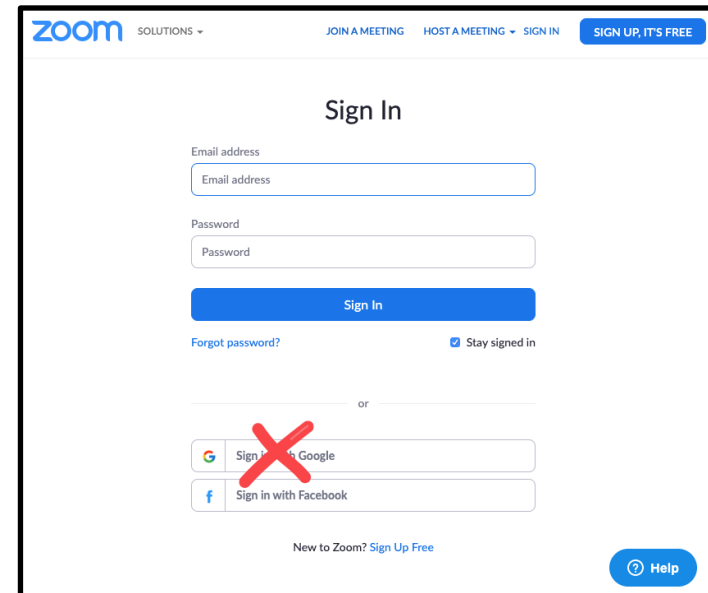 zoom SOLUTIONS JOIN A MEETING HOST A MEETING SIGN IN SIGN UP, IT'S FREE
Sign In
Email address
Email address
Password
Password
Sign In
Forgot password? Stay signed in
or
G Sign in with Google
f Sign in with Facebook
New to Zoom? Sign Up Free
? Help